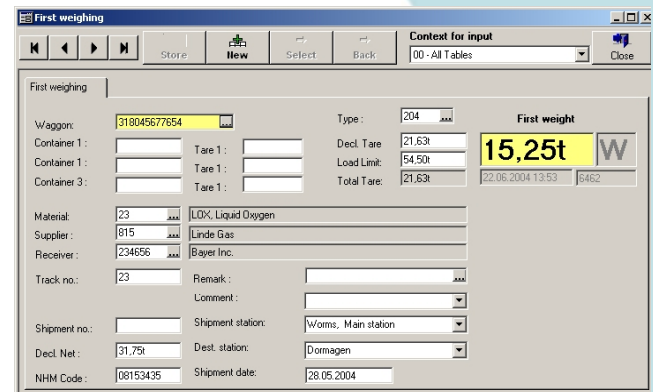 First weighing
Store New Select Back Context for input 00 - All Tables Close
First weighing
Waggon: 318045677654 ... Type : 204 ... First weight
Container 1 : Tare 1 : Decl. Tare 21,63t 15,25t W
Container 1 : Tare 1 : Load Limit: 54,50t
Container 3 : Tare 1 : Total Tare: 21,63t 22.06.2004 13:53 6462
Material: 23 ... LOX, Liquid Oxygen
Supplier : 815 ... Linde Gas
Receiver : 234656 ... Bayer Inc.
Track no.: 23 Remark : ...
Comment :
Shipment no.: Shipment station: Worms, Main station
Decl. Net : 31,75t Dest. station: Dormagen
NHM Code : 08153435 Shipment date: 28.05.2004